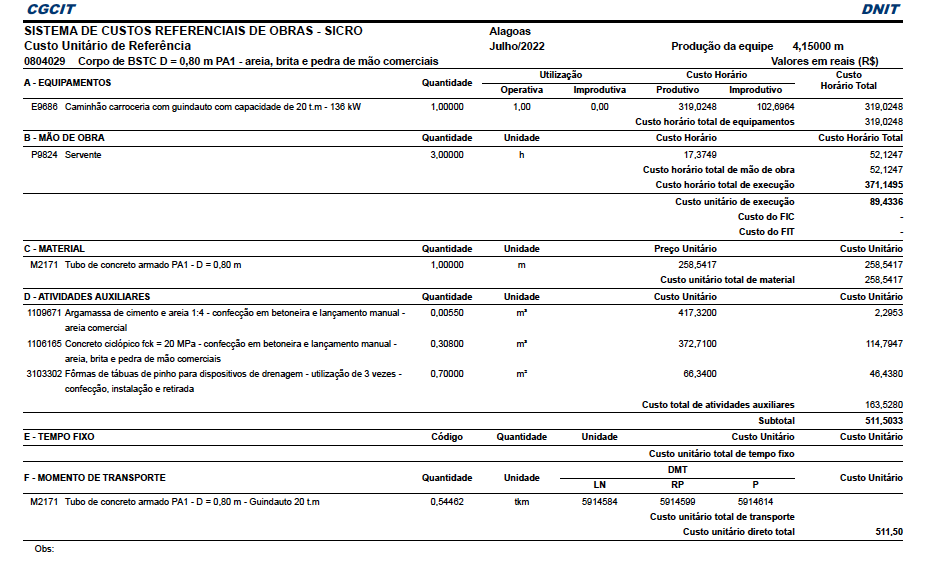 CGCIT DNIT
SISTEMA DE CUSTOS REFERENCIAIS DE OBRAS - SICRO Alagoas
Custo Unitário de Referência Julho/2022 Produção da equipe 4,15000 m
0804029 Corpo de BSTC D = 0,80 m PA1 - areia, brita e pedra de mão comerciais Valores em reais (R$)
A - EQUIPAMENTOS Quantidade Utilização Custo Horário Custo Horário Total
Operativa Improdutiva Produtivo Improdutivo
E9686 Caminhão carroceria com guindauto com capacidade de 20 t.m - 136 kW 1,00000 1,00 0,00 319,0248 102,6964 319,0248
Custo horário total de equipamentos 319,0248
B - MÃO DE OBRA Quantidade Unidade Custo Horário Custo Horário Total
P9824 Servente 3,00000 h 17,3749 52,1247
Custo horário total de mão de obra 52,1247
Custo horário total de execução 371,1495
Custo unitário de execução 89,4336
Custo do FIC -
Custo do FIT -
C - MATERIAL Quantidade Unidade Preço Unitário Custo Unitário
M2171 Tubo de concreto armado PA1 - D = 0,80 m 1,00000 m 258,5417 258,5417
Custo unitário total de material 258,5417
D - ATIVIDADES AUXILIARES Quantidade Unidade Custo Unitário Custo Unitário
1109671 Argamassa de cimento e areia 1:4 - confecção em betoneira e lançamento manual - 0,00550 m³ 417,3200 2,2953
areia comercial
1106165 Concreto ciclópico fck = 20 MPa - confecção em betoneira e lançamento manual - 0,30800 m³ 372,7100 114,7947
areia, brita e pedra de mão comerciais
3103302 Fôrmas de tábuas de pinho para dispositivos de drenagem - utilização de 3 vezes - 0,70000 m² 66,3400 46,4380
confecção, instalação e retirada
Custo total de atividades auxiliares 163,5280
Subtotal 511,5033
E - TEMPO FIXO Código Quantidade Unidade Custo Unitário Custo Unitário
Custo unitário total de tempo fixo
F - MOMENTO DE TRANSPORTE Quantidade Unidade DMT Custo Unitário
LN RP P
M2171 Tubo de concreto armado PA1 - D = 0,80 m - Guindauto 20 t.m 0,54462 tkm 5914584 5914599 5914614
Custo unitário total de transporte
Custo unitário direto total 511,50
Obs: